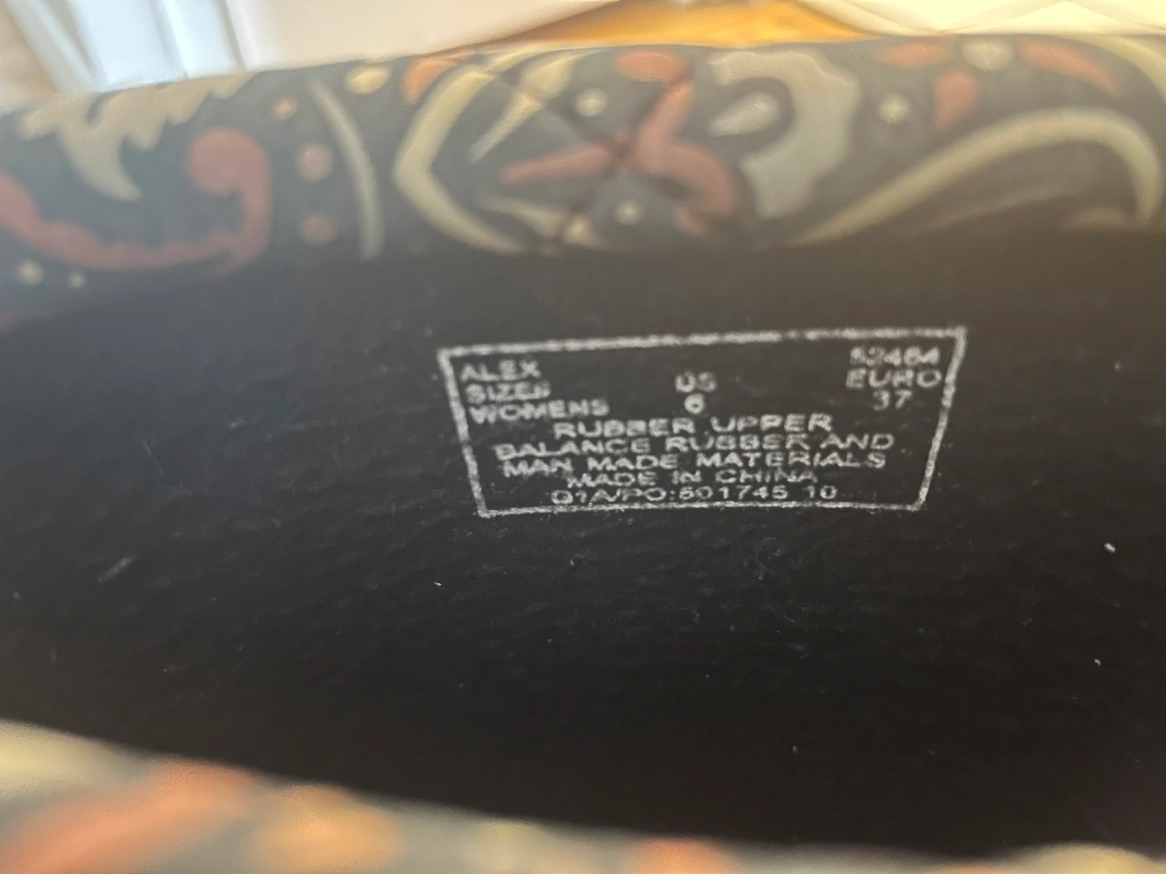 ALEX 52464
SIZES US EURO
WOMENS 6 37
RUBBER UPPER
BALANCE RUBBER AND
MAN MADE MATERIALS
MADE IN CHINA
Q1A/PO:501745 10